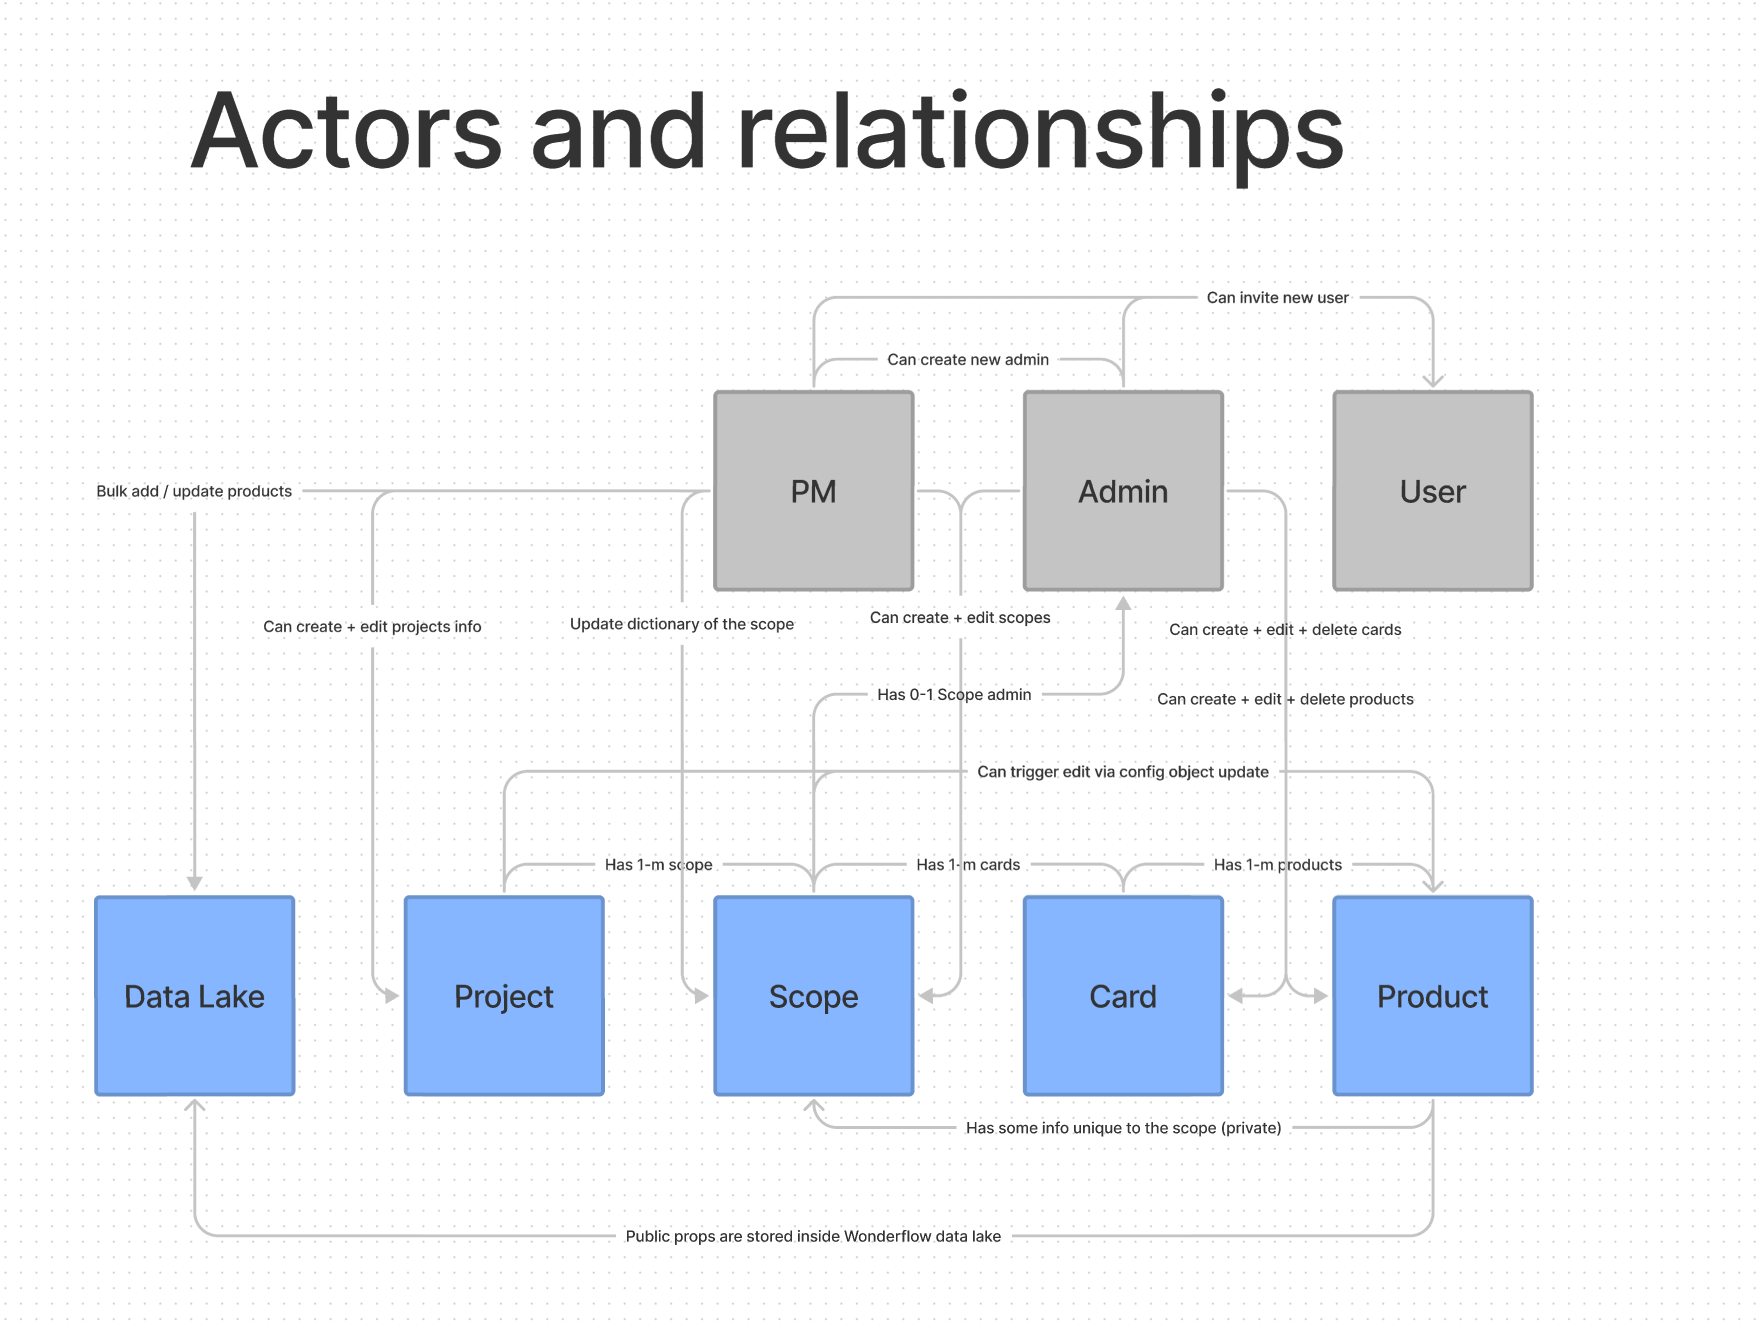 Actors and relationships
Can invite new user
Can create new admin
PM
Admin
User
Bulk add / update products
Can create + edit projects info
Update dictionary of the scope
Can create + edit scopes
Can create + edit + delete cards
Has 0-1 Scope admin
Can create + edit + delete products
Can trigger edit via config object update
Has 1-m scope
Has 1-m cards
Has 1-m products
Data Lake
Project
Scope
Card
Product
Has some info unique to the scope (private)
Public props are stored inside Wonderflow data lake